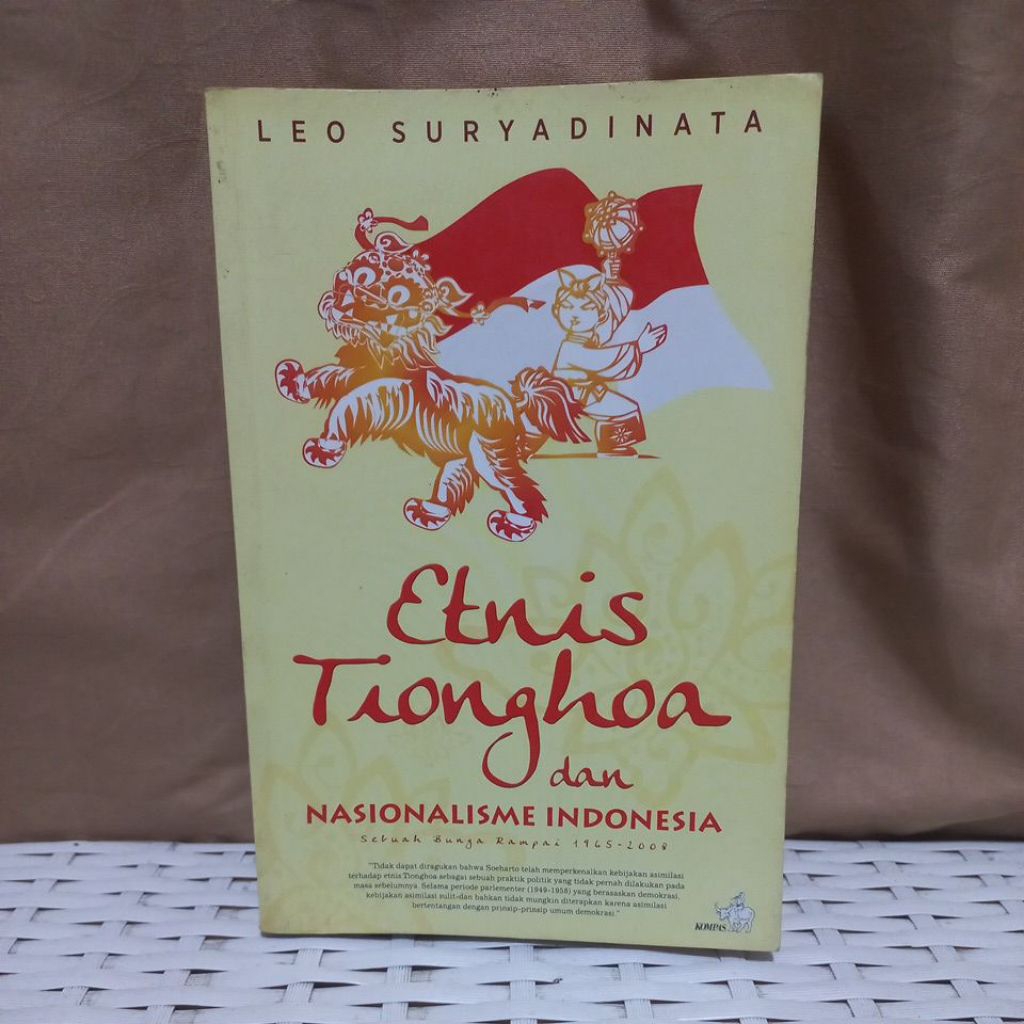 LEO SURYADINATA
Etnis
Tionghoa
dan
NASIONALISME INDONESIA
Sebuah Bunga Rampai 1965-2008
"Tidak dapat diragukan bahwa Soeharto telah memperkenalkan kebijakan asimilasi
terhadap etnis Tionghoa sebagai sebuah praktik politik yang tidak pernah dilakukan pada
masa sebelumnya. Selama periode parlementer (1949-1958) yang berasaskan demokrasi,
kebijakan asimilasi sulit-dan bahkan tidak mungkin diterapkan karena asimilasi
bertentangan dengan prinsip-prinsip umum demokrasi."
KOMPAS